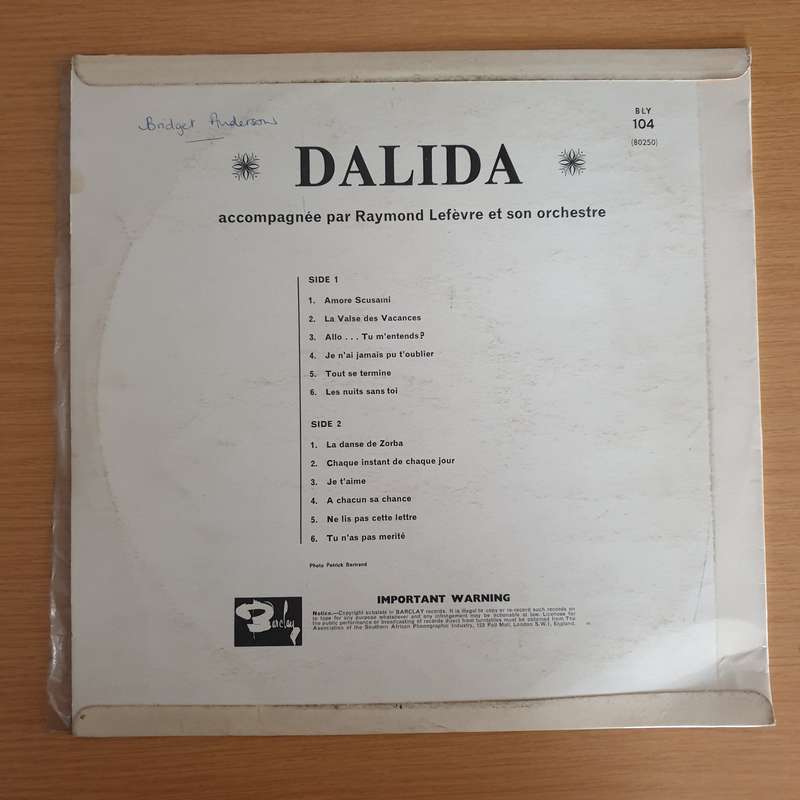 Bridget Anderson
BLY
104
(80250)
DALIDA
accompagnée par Raymond Lefèvre et son orchestre
SIDE 1
1. Amore Scusami
2. La Valse des Vacances
3. Allo . . . Tu m'entends?
4. Je n'ai jamais pu t'oublier
5. Tout se termine
6. Les nuits sans toi
SIDE 2
1. La danse de Zorba
2. Chaque instant de chaque jour
3. Je t'aime
4. A chacun sa chance
5. Ne lis pas cette lettre
6. Tu n'as pas merité
Photo Patrick Bertrand
Barclay
IMPORTANT WARNING
Notice.—Copyright subsists in BARCLAY records. It is illegal to copy or re-record such records on
to tape for any purpose whatsoever and any infringement may be actionable at law. Licences for
the public performance or broadcasting of records direct from turntables must be obtained from The
Association of the Southern African Phonographic Industry, 123 Pall Mall, London S.W.1, England.